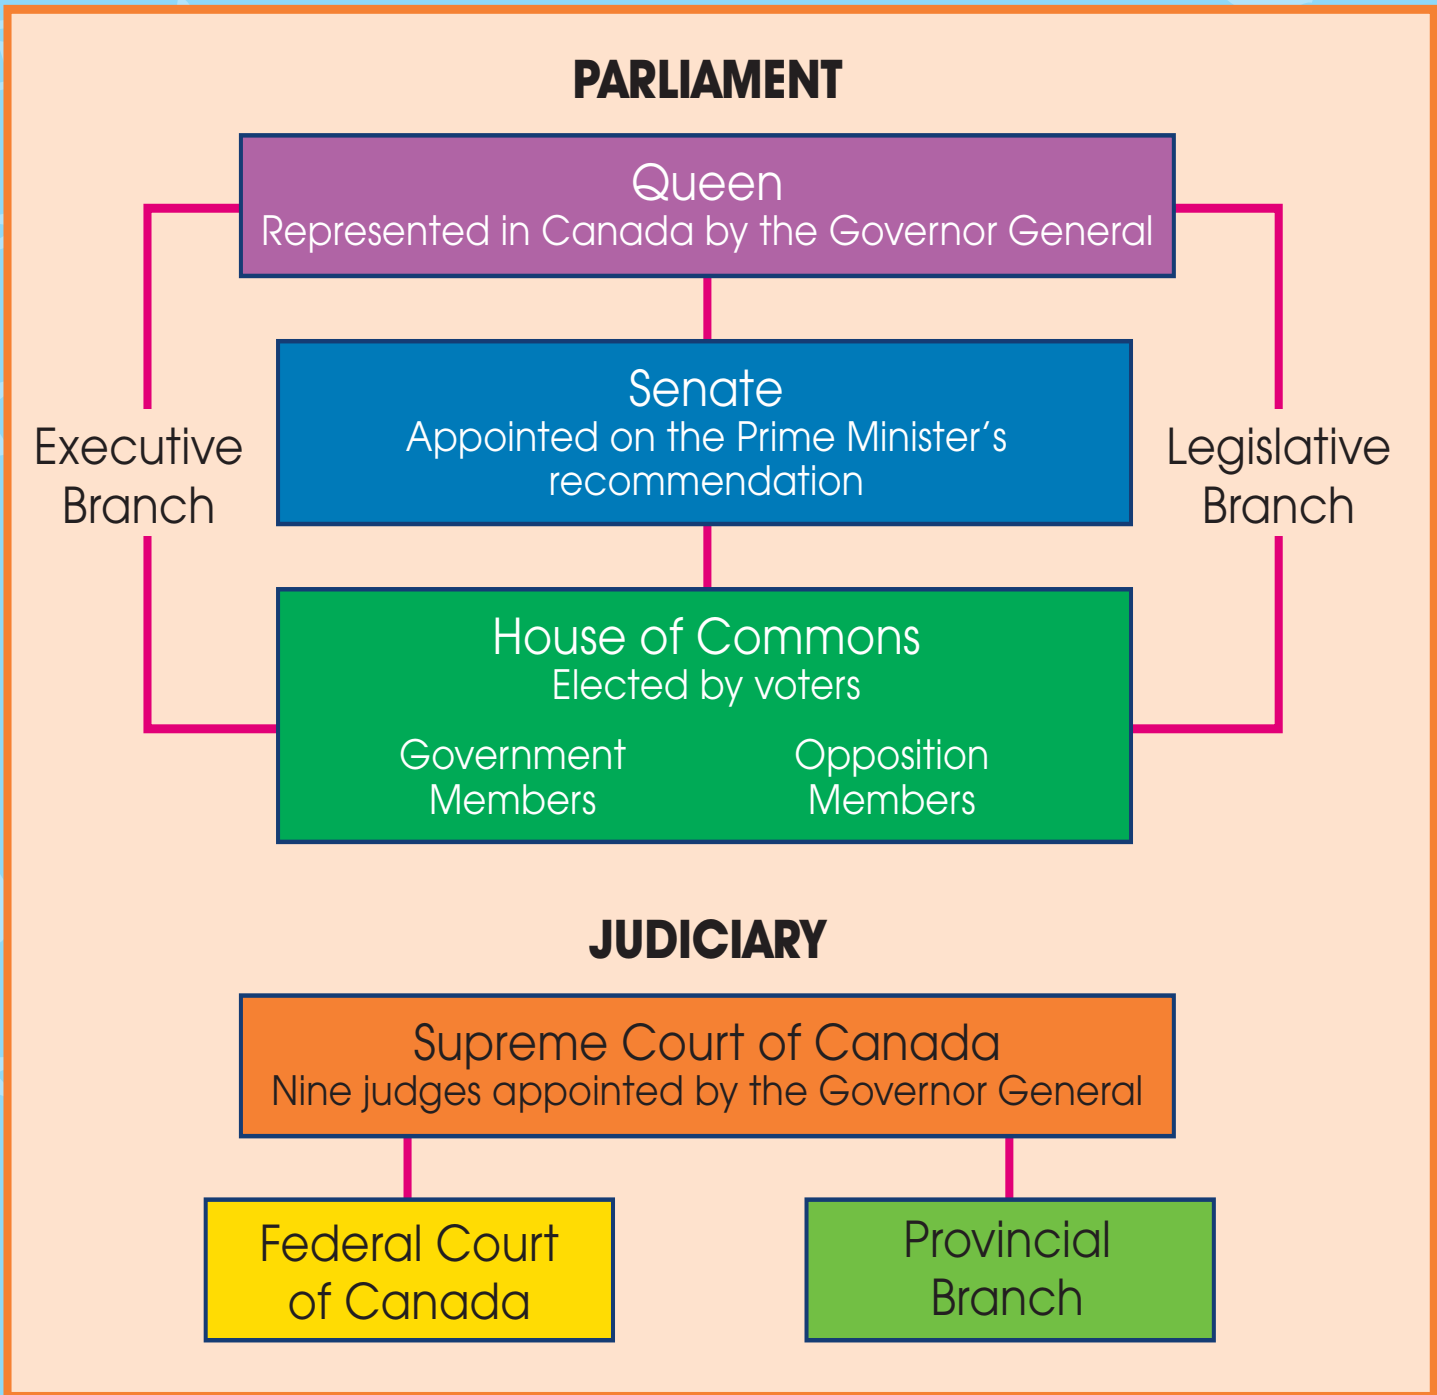 PARLIAMENT
Queen
Represented in Canada by the Governor General
Senate
Appointed on the Prime Minister‘s
recommendation
Executive
Branch
Legislative
Branch
House of Commons
Elected by voters
Government
Members
Opposition
Members
JUDICIARY
Supreme Court of Canada
Nine judges appointed by the Governor General
Federal Court
of Canada
Provincial
Branch